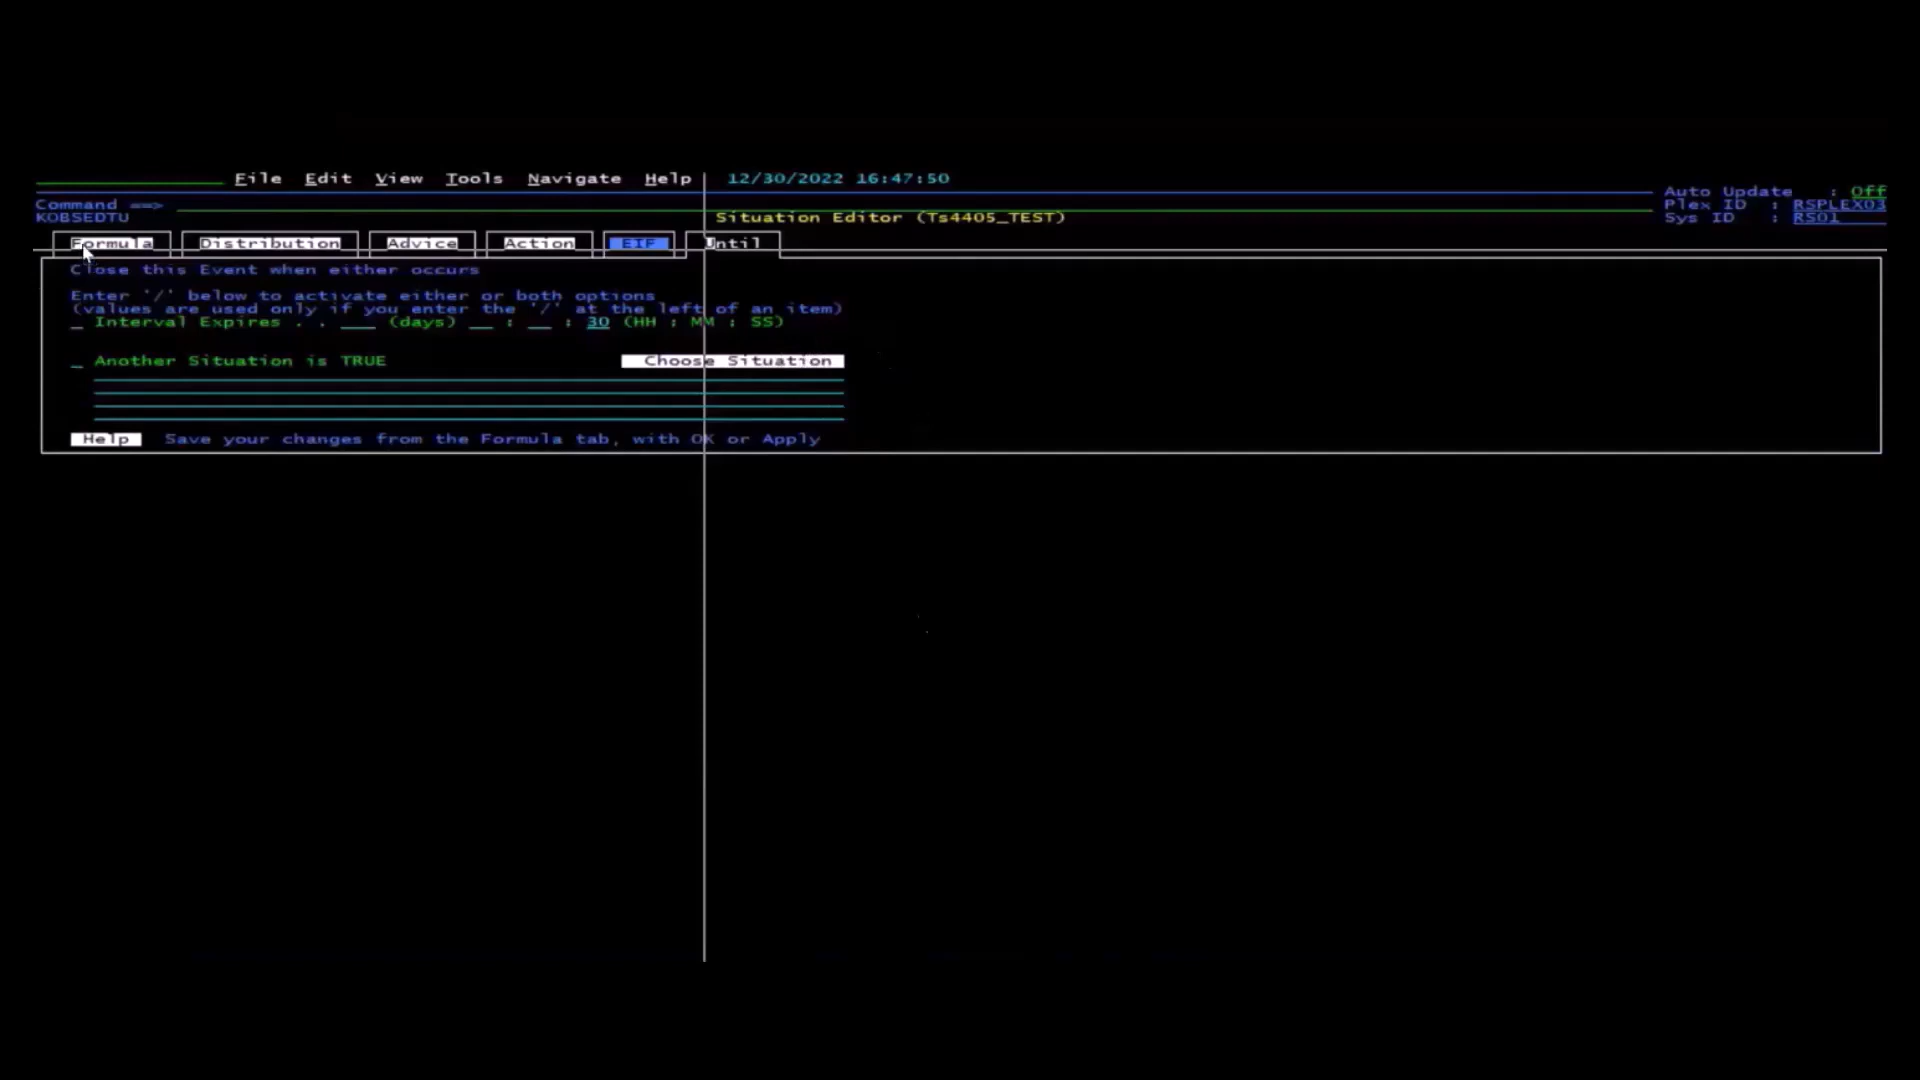 File Edit View Tools Navigate Help 12/30/2022 16:47:50
Auto Update : Off
Command ==> Plex ID : RSPLEX03
KOBSEDTU Situation Editor (Ts4405_TEST) Sys ID : RS01
Formula Distribution Advice Action EIF Until
Close this Event when either occurs
Enter '/' below to activate either or both options
(values are used only if you enter the '/' at the left of an item)
_ Interval Expires . . ___ (days) __ : __ : 30 (HH : MM : SS)
_ Another Situation is TRUE Choose Situation
Help Save your changes from the Formula tab, with OK or Apply